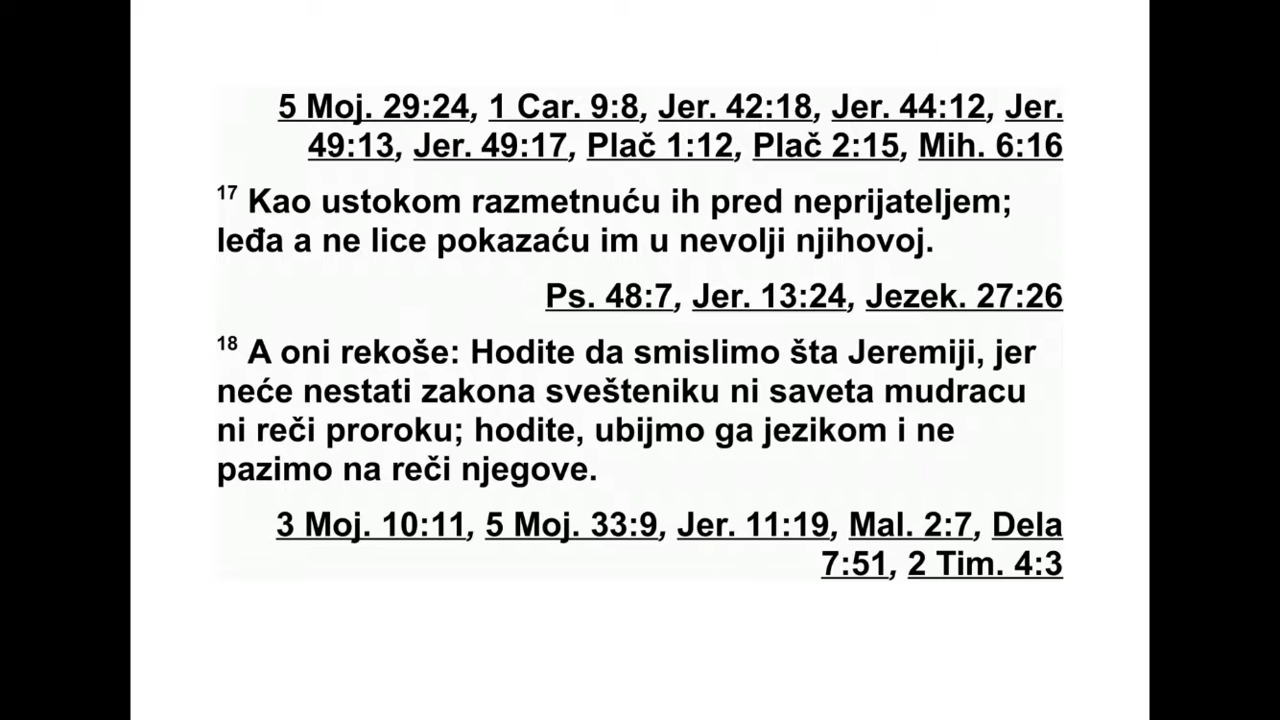 5 Moj. 29:24, 1 Car. 9:8, Jer. 42:18, Jer. 44:12, Jer.
49:13, Jer. 49:17, Plač 1:12, Plač 2:15, Mih. 6:16
17 Kao ustokom razmetnuću ih pred neprijateljem;
leđa a ne lice pokazaću im u nevolji njihovoj.
Ps. 48:7, Jer. 13:24, Jezek. 27:26
18 A oni rekoše: Hodite da smislimo šta Jeremiji, jer
neće nestati zakona svešteniku ni saveta mudracu
ni reči proroku; hodite, ubijmo ga jezikom i ne
pazimo na reči njegove.
3 Moj. 10:11, 5 Moj. 33:9, Jer. 11:19, Mal. 2:7, Dela
7:51, 2 Tim. 4:3